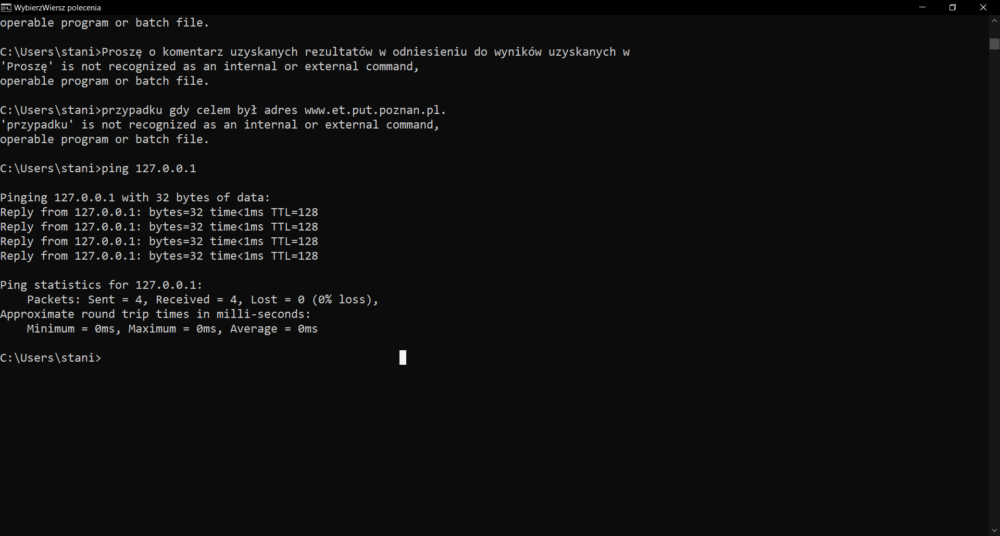 WybierzWiersz polecenia
operable program or batch file.
C:\Users\stani>Proszę o komentarz uzyskanych rezultatów w odniesieniu do wyników uzyskanych w
'Proszę' is not recognized as an internal or external command,
operable program or batch file.
C:\Users\stani>przypadku gdy celem był adres www.et.put.poznan.pl.
'przypadku' is not recognized as an internal or external command,
operable program or batch file.
C:\Users\stani>ping 127.0.0.1
Pinging 127.0.0.1 with 32 bytes of data:
Reply from 127.0.0.1: bytes=32 time<1ms TTL=128
Reply from 127.0.0.1: bytes=32 time<1ms TTL=128
Reply from 127.0.0.1: bytes=32 time<1ms TTL=128
Reply from 127.0.0.1: bytes=32 time<1ms TTL=128
Ping statistics for 127.0.0.1:
    Packets: Sent = 4, Received = 4, Lost = 0 (0% loss),
Approximate round trip times in milli-seconds:
    Minimum = 0ms, Maximum = 0ms, Average = 0ms
C:\Users\stani>